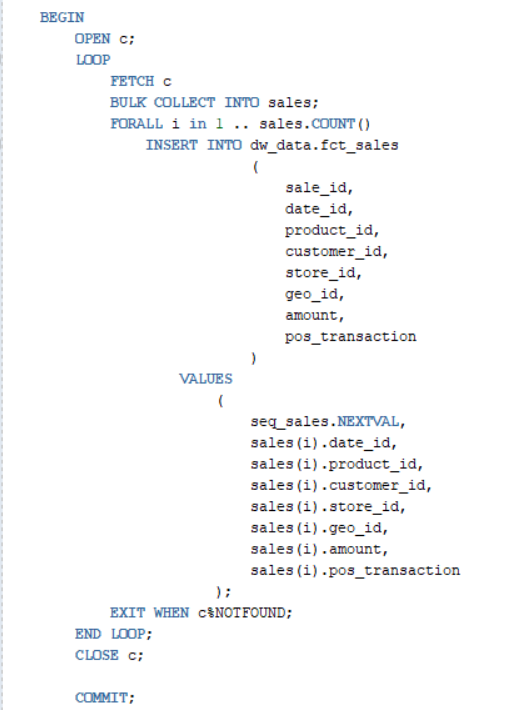 BEGIN
OPEN c;
LOOP
FETCH c
BULK COLLECT INTO sales;
FORALL i in 1 .. sales.COUNT()
INSERT INTO dw_data.fct_sales
(
sale_id,
date_id,
product_id,
customer_id,
store_id,
geo_id,
amount,
pos_transaction
)
VALUES
(
seq_sales.NEXTVAL,
sales(i).date_id,
sales(i).product_id,
sales(i).customer_id,
sales(i).store_id,
sales(i).geo_id,
sales(i).amount,
sales(i).pos_transaction
);
EXIT WHEN c%NOTFOUND;
END LOOP;
CLOSE c;
COMMIT;